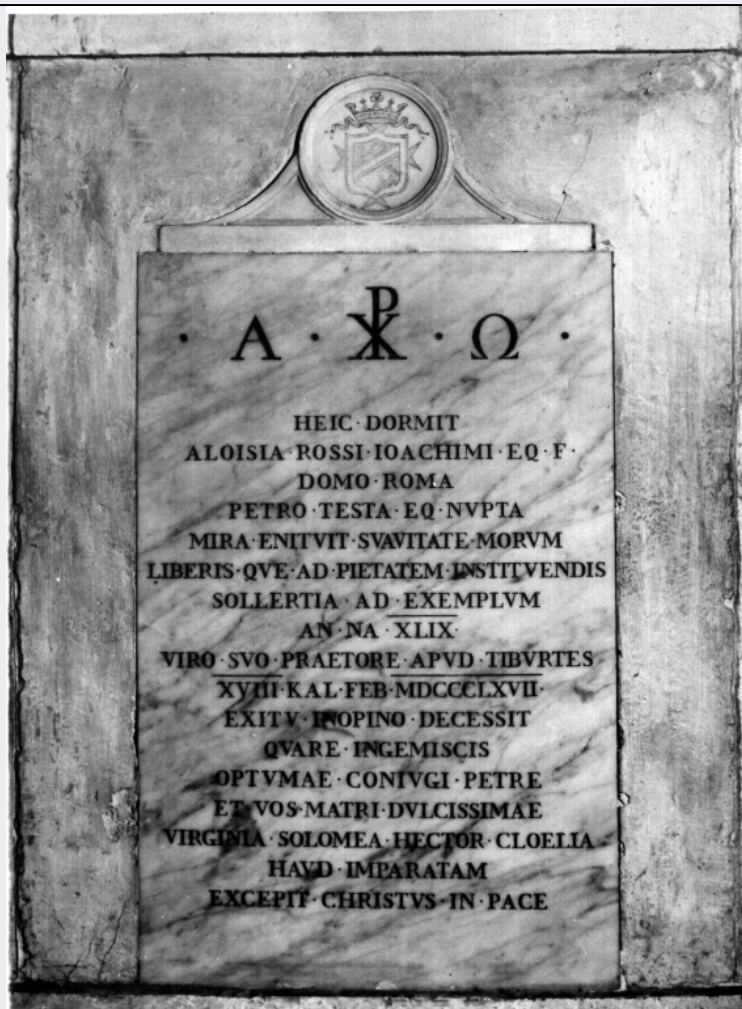 · Α · ☧ · Ω ·
HEIC · DORMIT
ALOISIA · ROSSI · IOACHIMI · EQ · F ·
DOMO · ROMA
PETRO · TESTA · EQ · NVPTA
MIRA · ENITVIT · SVAVITATE · MORVM
LIBERIS · QVE · AD · PIETATEM · INSTITVENDIS
SOLLERTIA · AD · EXEMPLVM
AN · NA · XLIX ·
VIRO · SVO · PRAETORE · APVD · TIBVRTES
XVIII · KAL · FEB · MDCCCLXVII ·
EXITV · INOPINO · DECESSIT
QVARE · INGEMISCIS
OPTVMAE · CONIVGI · PETRE
ET · VOS · MATRI · DVLCISSIMAE
VIRGINIA · SOLOMEA · HECTOR · CLOELIA ·
HAVD · IMPARATAM
EXCEPIT · CHRISTVS · IN · PACE